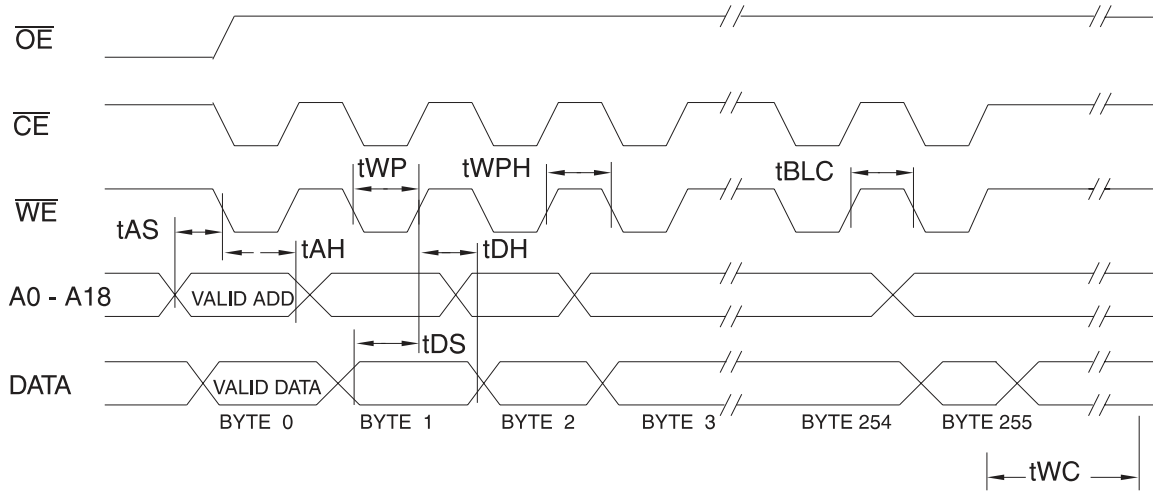 OE
CE
tWP
tWPH
tBLC
WE
tAS
tAH
tDH
A0 - A18
VALID ADD
tDS
DATA
VALID DATA
BYTE 0
BYTE 1
BYTE 2
BYTE 3
BYTE 254
BYTE 255
tWC